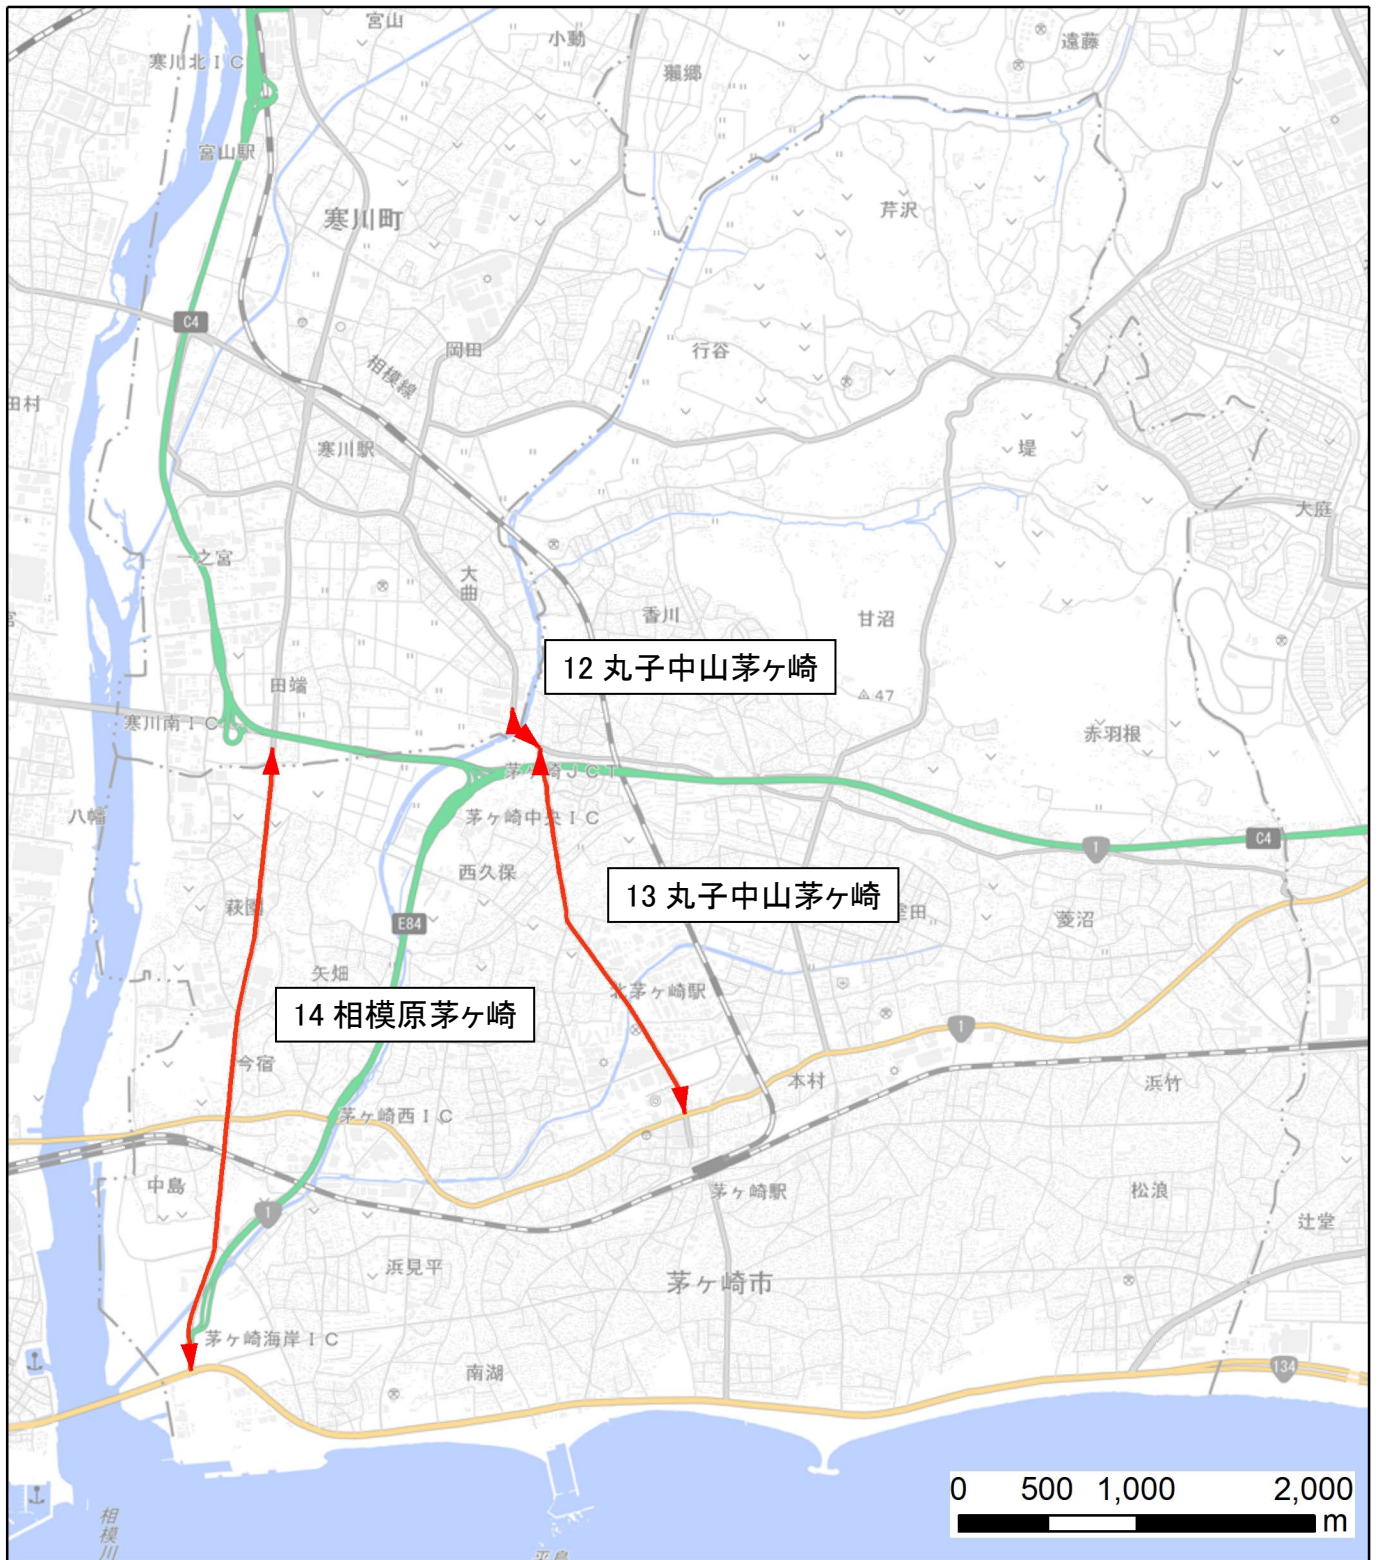 宮山
小動
遠藤
寒川北IC
獺郷
宮山駅
芹沢
寒川町
C4
岡田
行谷
相模線
田村
寒川駅
堤
大庭
一之宮
大曲
香川
甘沼
12 丸子中山茅ヶ崎
田端
47
寒川南IC
赤羽根
茅ヶ崎JCT
八幡
茅ヶ崎中央IC
C4
1
西久保
13 丸子中山茅ヶ崎
萩園
E84
菱沼
矢畑
北茅ヶ崎駅
14 相模原茅ヶ崎
1
今宿
本村
浜竹
茅ヶ崎西IC
中島
茅ヶ崎駅
松浪
1
辻堂
浜見平
茅ヶ崎市
茅ヶ崎海岸IC
南湖
134
0 500 1,000 2,000
m
相模川
平島